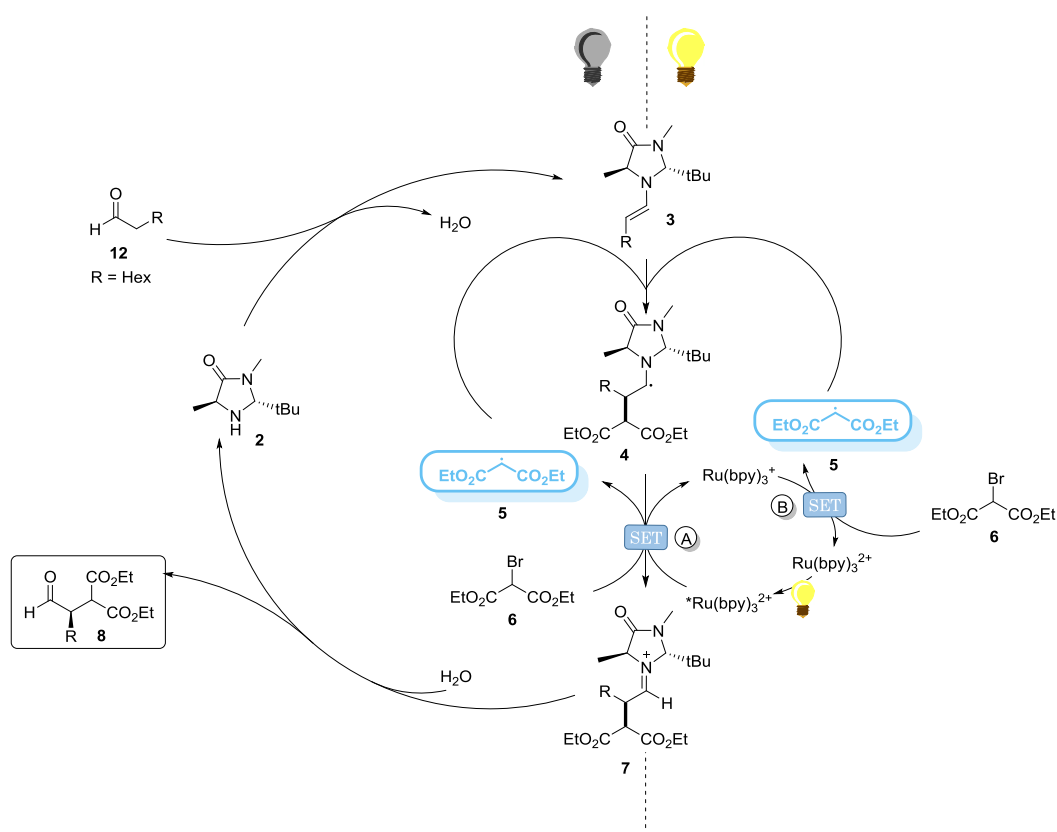 O
N
tBu
N
R
3
O
H
R
12
R = Hex
H₂O
O
N
tBu
N
R
EtO₂C
CO₂Et
4
O
N
tBu
N
H
2
EtO₂C
CO₂Et
5
EtO₂C
CO₂Et
5
Ru(bpy)₃⁺
B
SET
Br
EtO₂C
CO₂Et
6
SET
A
Ru(bpy)₃²⁺
Br
EtO₂C
CO₂Et
6
*Ru(bpy)₃²⁺
O
CO₂Et
H
CO₂Et
R
8
H₂O
O
N
tBu
+
N
R
H
EtO₂C
CO₂Et
7